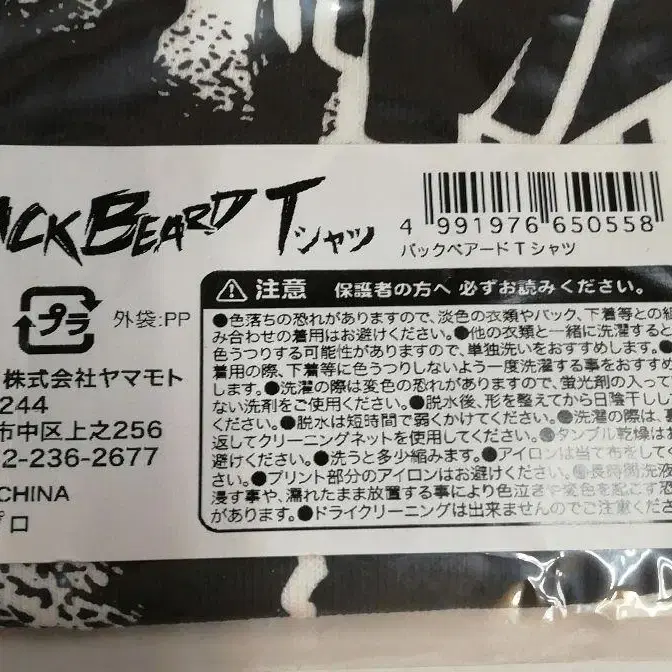 ACK BEARD Tシャツ
4 991976 650558
バックベアードTシャツ
プラ
外袋:PP
株式会社ヤマモト
244
市中区上之256
2-236-2677
CHINA
プロ
注意 保護者の方へ 必ずお読みください。
●色落ちの恐れがありますので、淡色の衣類やバック、下着等との組
み合わせの着用はお避けください。●他の衣類と一緒に洗濯すると
色うつりする可能性がありますので、単独洗いをおすすめします。●
着用の際、下着等に色うつりしないよう一度洗濯する事をおすすめ
します。●洗濯の際は変色の恐れがありますので、蛍光剤の入って
ない洗剤をご使用ください。●脱水後、形を整えてから日陰干しし
ください。●脱水は短時間で弱くかけてください。●洗濯の際は、
返してクリーニングネットを使用してください。●タンブル乾燥はお
避けください。●洗うと多少縮みます。●アイロンは当て布をして
●プリント部分のアイロンはお避けください。●長時間洗液
浸す事や、濡れたまま放置する事により色泣きや変色を起こす恐
があります。●ドライクリーニングは出来ませんのでご注意くださ